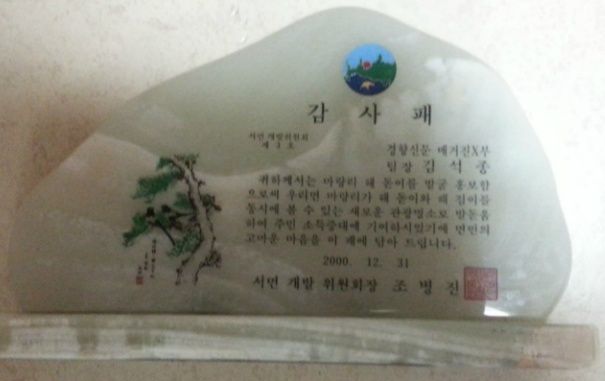 감 사 패
서면 개발위원회
제 3 호
경향신문 매거진X부
팀장 김 석 종
귀하께서는 마량리 해 돋이를 발굴 홍보함
으로써 우리면 마량리가 해 돋이와 해 짐이를
동시에 볼 수 있는 새로운 관광명소로 발돋움
하여 주민 소득증대에 기여하시었기에 면민의
고마운 마음을 이 패에 담아 드립니다.
2000. 12. 31
서면 개발 위원회장 조 병 진